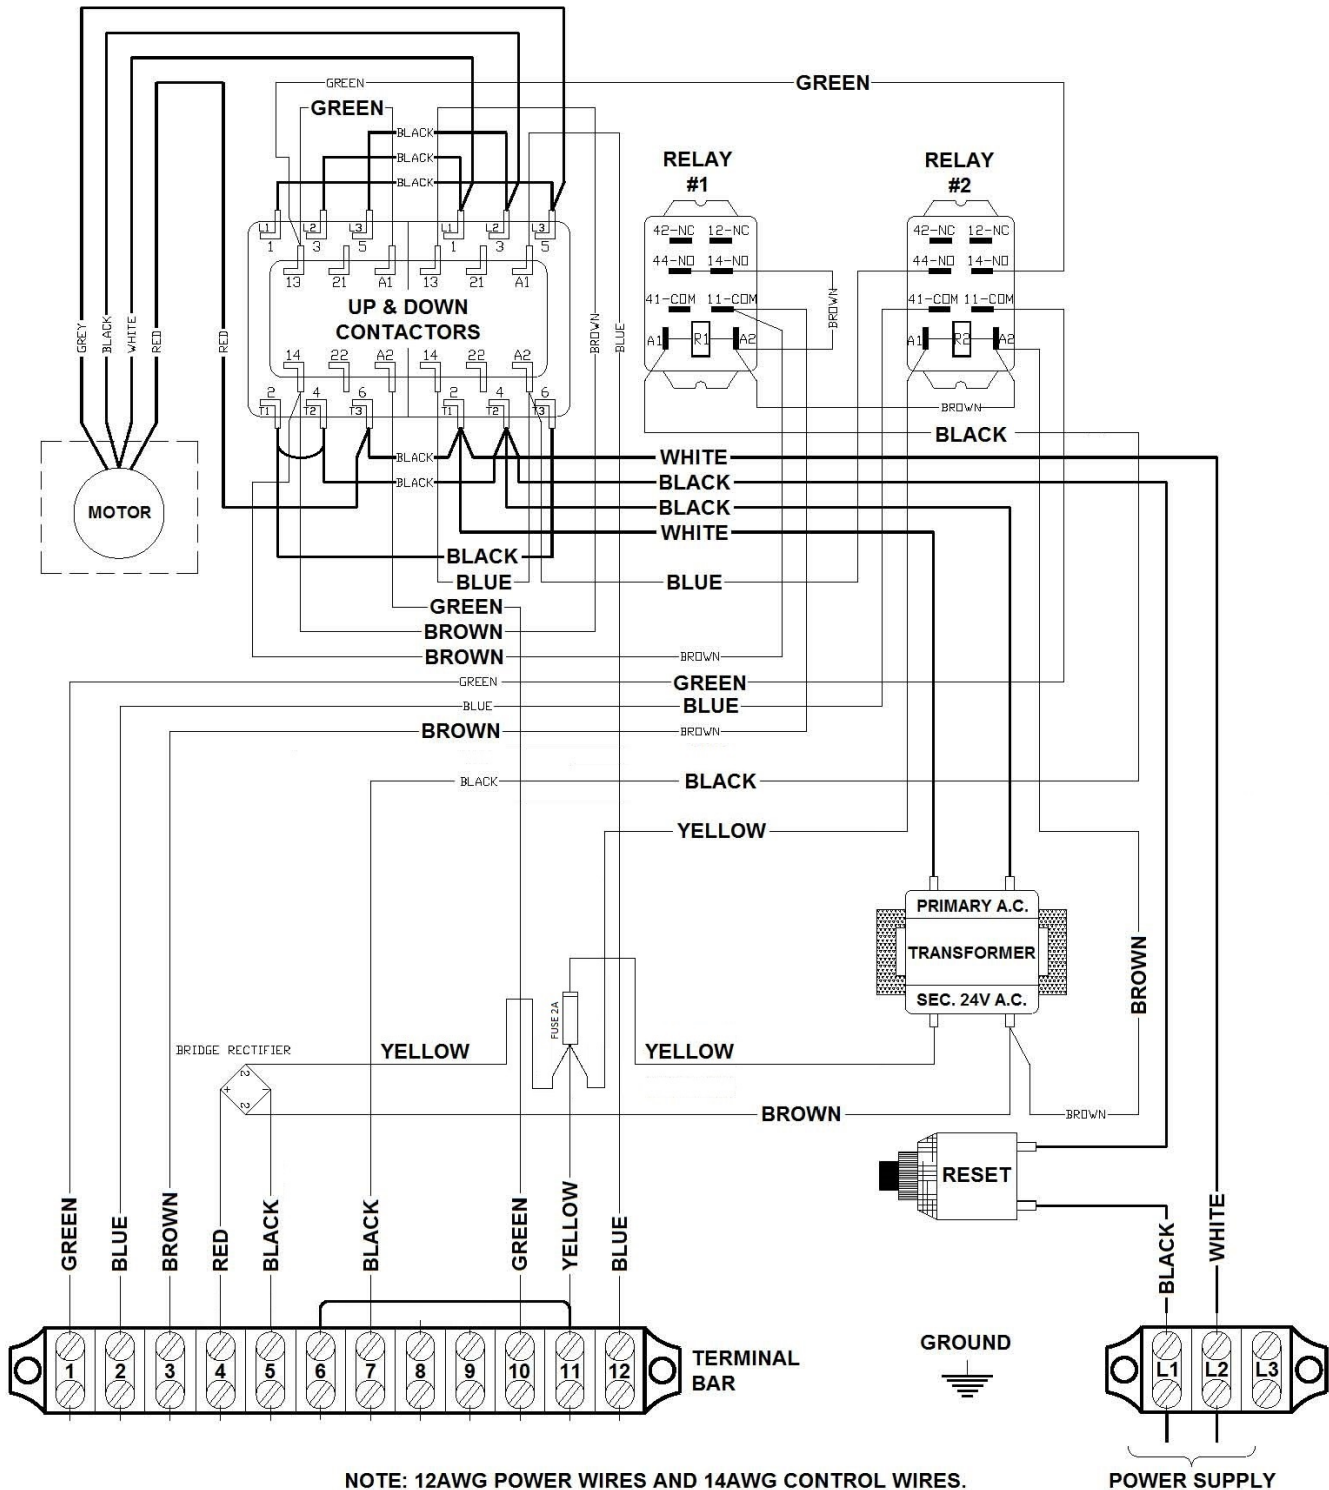 GREEN
GREEN
GREEN
BLACK
BLACK
BLACK
RELAY
#1
RELAY
#2
L1
L2
L3
L1
L2
L3
1
3
5
1
3
5
13
21
A1
13
21
A1
UP & DOWN
CONTACTORS
14
22
A2
14
22
A2
2
4
6
2
4
6
T1
T2
T3
T1
T2
T3
42-NC
12-NC
44-NO
14-NO
41-COM
11-COM
A1
R1
A2
42-NC
12-NC
44-NO
14-NO
41-COM
11-COM
A1
R2
A2
GREY
BLACK
WHITE
RED
RED
BROWN
BLUE
BROWN
BROWN
BLACK
MOTOR
BLACK
WHITE
BLACK
BLACK
BLACK
WHITE
BLACK
BLUE
BLUE
GREEN
BROWN
BROWN
BROWN
GREEN
GREEN
BLUE
BLUE
BROWN
BROWN
BLACK
BLACK
YELLOW
PRIMARY A.C.
TRANSFORMER
SEC. 24V A.C.
BROWN
FUSE 2A
BRIDGE RECTIFIER
YELLOW
YELLOW
2
+
-
2
BROWN
BROWN
RESET
GREEN
BLUE
BROWN
RED
BLACK
BLACK
GREEN
YELLOW
BLUE
BLACK
WHITE
1
2
3
4
5
6
7
8
9
10
11
12
TERMINAL
BAR
GROUND
L1
L2
L3
NOTE: 12AWG POWER WIRES AND 14AWG CONTROL WIRES.
POWER SUPPLY